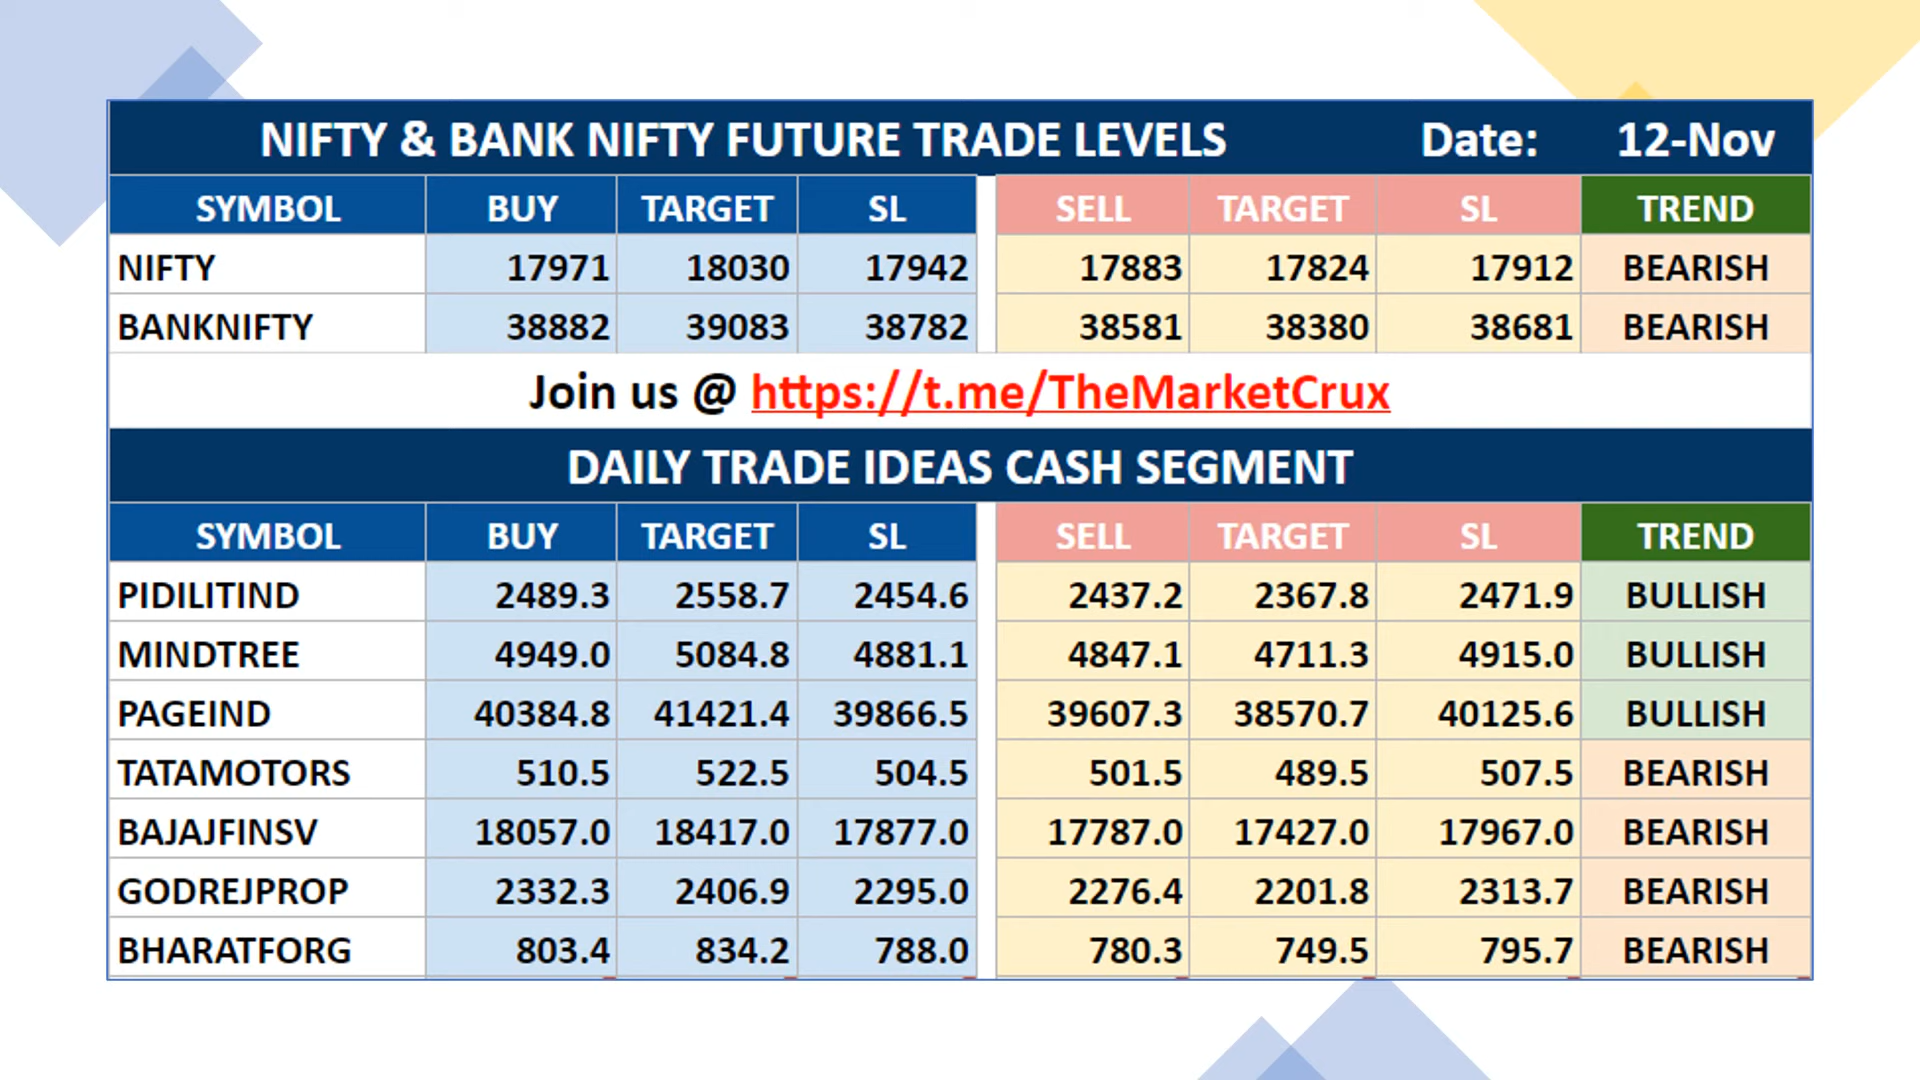 NIFTY & BANK NIFTY FUTURE TRADE LEVELS Date: 12-Nov
SYMBOL BUY TARGET SL SELL TARGET SL TREND
NIFTY 17971 18030 17942 17883 17824 17912 BEARISH
BANKNIFTY 38882 39083 38782 38581 38380 38681 BEARISH
Join us @ https://t.me/TheMarketCrux
DAILY TRADE IDEAS CASH SEGMENT
SYMBOL BUY TARGET SL SELL TARGET SL TREND
PIDILITIND 2489.3 2558.7 2454.6 2437.2 2367.8 2471.9 BULLISH
MINDTREE 4949.0 5084.8 4881.1 4847.1 4711.3 4915.0 BULLISH
PAGEIND 40384.8 41421.4 39866.5 39607.3 38570.7 40125.6 BULLISH
TATAMOTORS 510.5 522.5 504.5 501.5 489.5 507.5 BEARISH
BAJAJFINSV 18057.0 18417.0 17877.0 17787.0 17427.0 17967.0 BEARISH
GODREJPROP 2332.3 2406.9 2295.0 2276.4 2201.8 2313.7 BEARISH
BHARATFORG 803.4 834.2 788.0 780.3 749.5 795.7 BEARISH